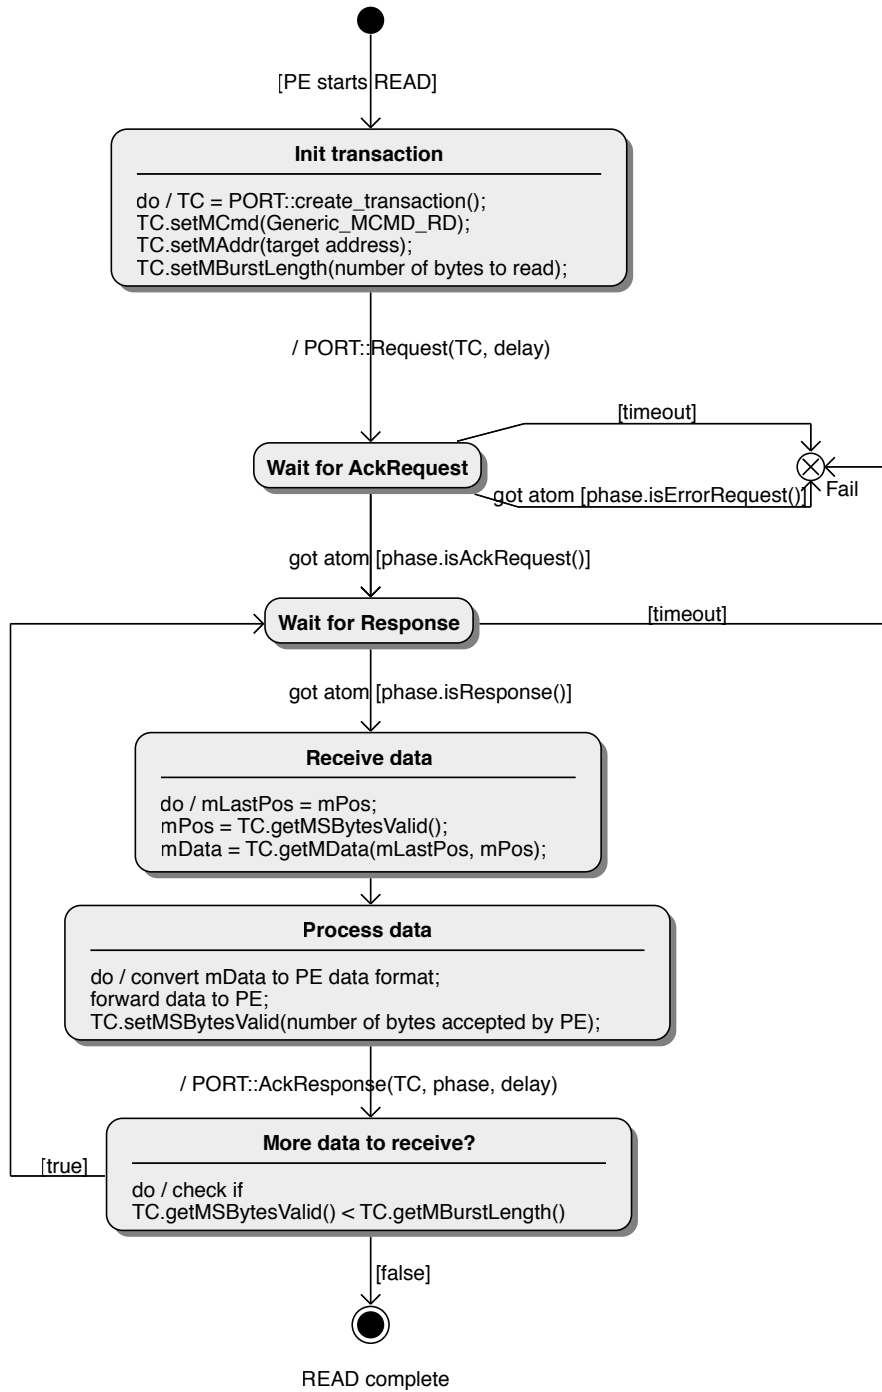 [PE starts READ]
Init transaction
do / TC = PORT::create_transaction();
TC.setMCmd(Generic_MCMD_RD);
TC.setMAddr(target address);
TC.setMBurstLength(number of bytes to read);
/ PORT::Request(TC, delay)
[timeout]
Wait for AckRequest
got atom [phase.isErrorRequest()]
Fail
got atom [phase.isAckRequest()]
Wait for Response
[timeout]
got atom [phase.isResponse()]
Receive data
do / mLastPos = mPos;
mPos = TC.getMSBytesValid();
mData = TC.getMData(mLastPos, mPos);
Process data
do / convert mData to PE data format;
forward data to PE;
TC.setMSBytesValid(number of bytes accepted by PE);
/ PORT::AckResponse(TC, phase, delay)
More data to receive?
[true]
do / check if
TC.getMSBytesValid() < TC.getMBurstLength()
[false]
READ complete